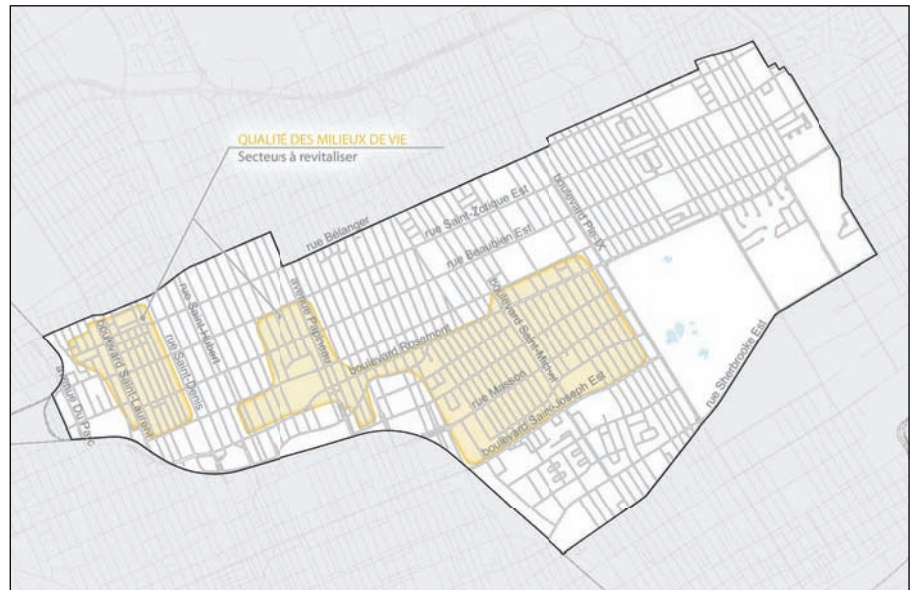 QUALITÉ DES MILIEUX DE VIE
Secteurs à revitaliser
rue Bélanger
rue Saint-Zotique Est
boulevard Pie-IX
rue Beaubien Est
rue Saint-Hubert
avenue Papineau
boulevard Saint-Michel
boulevard Rosemont
boulevard Saint-Laurent
rue Saint-Denis
avenue Du Parc
rue Masson
boulevard Saint-Joseph Est
rue Sherbrooke Est